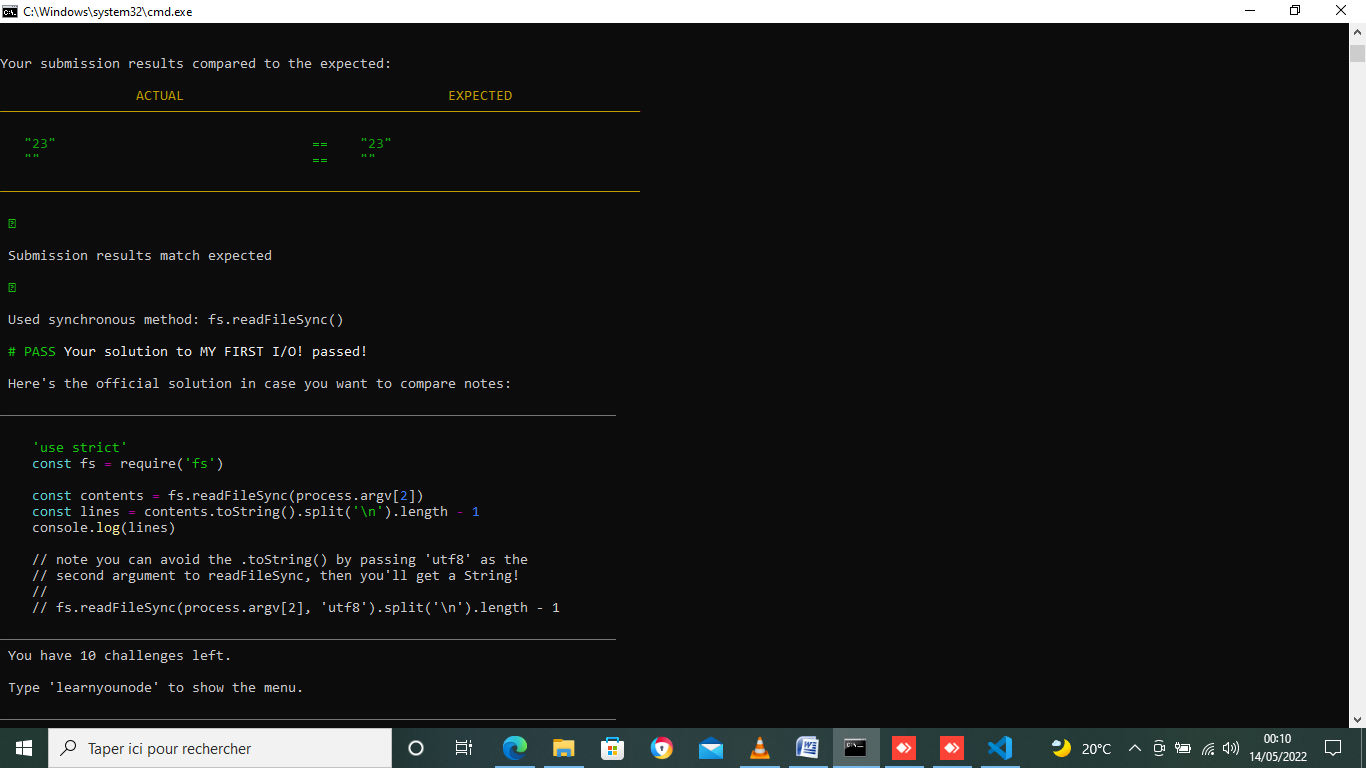 C:\Windows\system32\cmd.exe
Your submission results compared to the expected:
ACTUAL EXPECTED
"23" == "23"
"" == ""
Submission results match expected
Used synchronous method: fs.readFileSync()
# PASS Your solution to MY FIRST I/O! passed!
Here's the official solution in case you want to compare notes:
'use strict'
const fs = require('fs')
const contents = fs.readFileSync(process.argv[2])
const lines = contents.toString().split('\n').length - 1
console.log(lines)
// note you can avoid the .toString() by passing 'utf8' as the
// second argument to readFileSync, then you'll get a String!
//
// fs.readFileSync(process.argv[2], 'utf8').split('\n').length - 1
You have 10 challenges left.
Type 'learnyounode' to show the menu.
Taper ici pour rechercher
20°C
00:10
14/05/2022